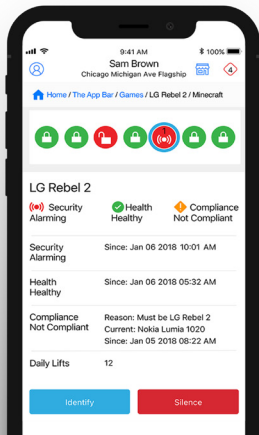 9:41 AM
100%
Sam Brown
Chicago Michigan Ave Flagship
4
Home / The App Bar / Games / LG Rebel 2 / Minecraft
1
LG Rebel 2
Security Alarming
Health Healthy
Compliance Not Compliant
Security Alarming
Since: Jan 06 2018 10:01 AM
Health Healthy
Since: Jan 06 2018 05:32 AM
Compliance Not Compliant
Reason: Must be LG Rebel 2
Current: Nokia Lumia 1020
Since: Jan 05 2018 08:22 AM
Daily Lifts
12
Identify
Silence